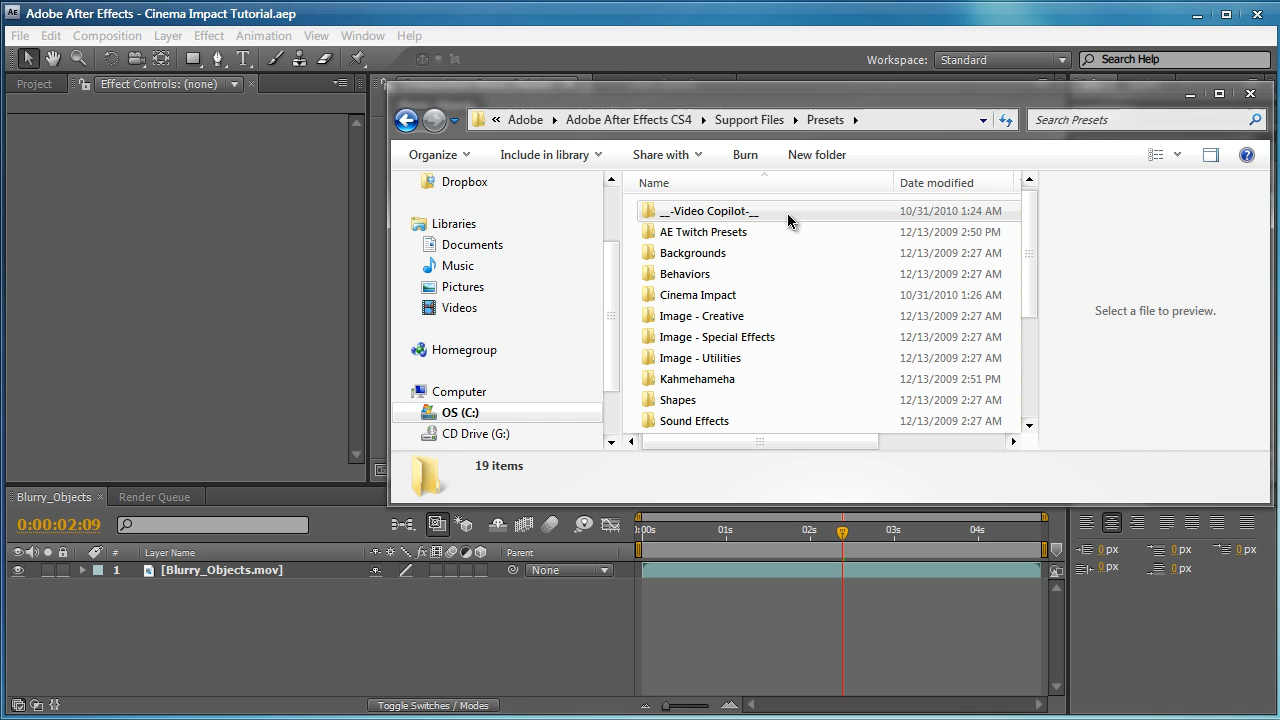 Adobe After Effects - Cinema Impact Tutorial.aep
File Edit Composition Layer Effect Animation View Window Help
Workspace: Standard Search Help
Project Effect Controls: (none)
« Adobe Adobe After Effects CS4 Support Files Presets Search Presets
Organize Include in library Share with Burn New folder
Dropbox
Libraries
Documents
Music
Pictures
Videos
Homegroup
Computer
OS (C:)
CD Drive (G:)
Name Date modified
__-Video Copilot-__ 10/31/2010 1:24 AM
AE Twitch Presets 12/13/2009 2:50 PM
Backgrounds 12/13/2009 2:27 AM
Behaviors 12/13/2009 2:27 AM
Cinema Impact 10/31/2010 1:26 AM
Image - Creative 12/13/2009 2:27 AM
Image - Special Effects 12/13/2009 2:27 AM
Image - Utilities 12/13/2009 2:27 AM
Kahmehameha 12/13/2009 2:51 PM
Shapes 12/13/2009 2:27 AM
Sound Effects 12/13/2009 2:27 AM
Select a file to preview.
19 items
Blurry_Objects Render Queue
0:00:02:09
:00s 01s 02s 03s 04s
# Layer Name Parent
1 [Blurry_Objects.mov] None
0 px 0 px 0 px
0 px 0 px
Toggle Switches / Modes